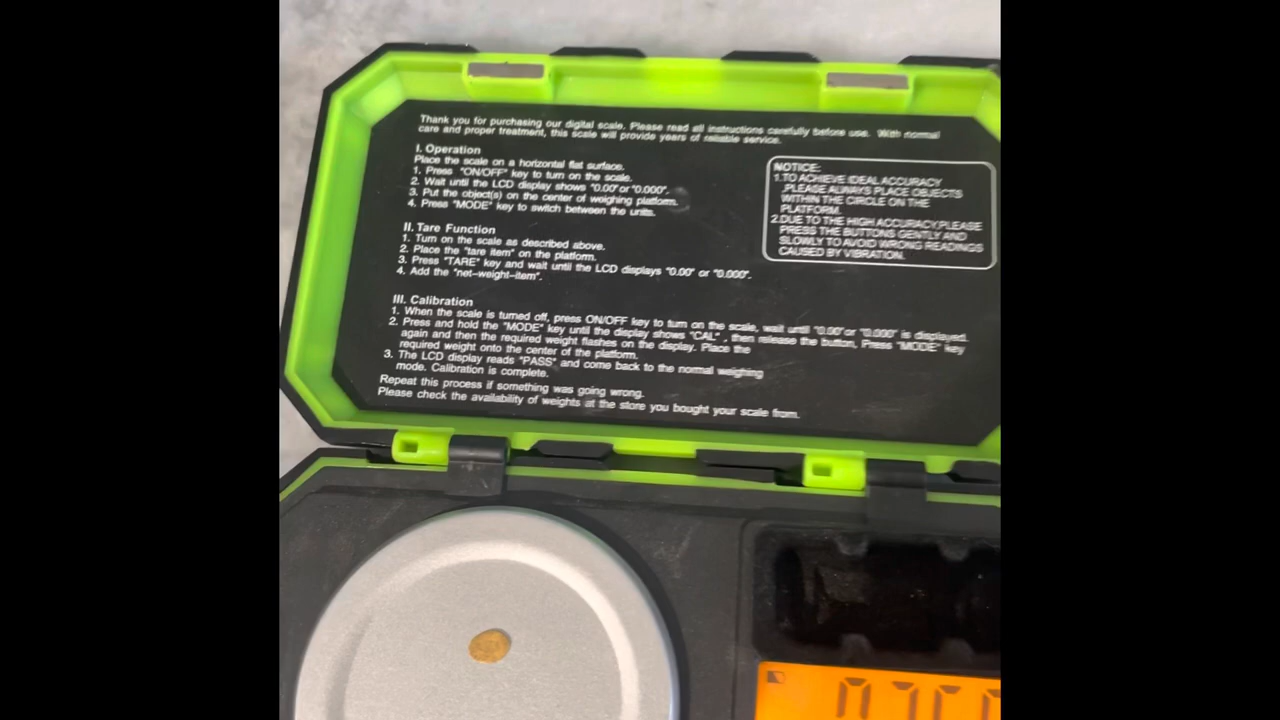 Thank you for purchasing our digital scale. Please read all instructions carefully before use. With normal
care and proper treatment, this scale will provide years of reliable service.
I. Operation
Place the scale on a horizontal flat surface.
1. Press "ON/OFF" key to turn on the scale.
2. Wait until the LCD display shows "0.00" or "0.000".
3. Put the object(s) on the center of weighing platform.
4. Press "MODE" key to switch between the units.
II. Tare Function
1. Turn on the scale as described above.
2. Place the "tare item" on the platform.
3. Press "TARE" key and wait until the LCD displays "0.00" or "0.000".
4. Add the "net-weight-item".
III. Calibration
1. When the scale is turned off, press ON/OFF key to turn on the scale, wait until "0.00" or "0.000" is displayed.
2. Press and hold the "MODE" key until the display shows "CAL", then release the button, Press "MODE" key
again and then the required weight flashes on the display. Place the
required weight onto the center of the platform.
3. The LCD display reads "PASS" and come back to the normal weighing
mode. Calibration is complete.
Repeat this process if something was going wrong.
Please check the availability of weights at the store you bought your scale from.
NOTICE:
1.TO ACHIEVE IDEAL ACCURACY
,PLEASE ALWAYS PLACE OBJECTS
WITHIN THE CIRCLE ON THE
PLATFORM.
2.DUE TO THE HIGH ACCURACY,PLEASE
PRESS THE BUTTONS GENTLY AND
SLOWLY TO AVOID WRONG READINGS
CAUSED BY VIBRATION.